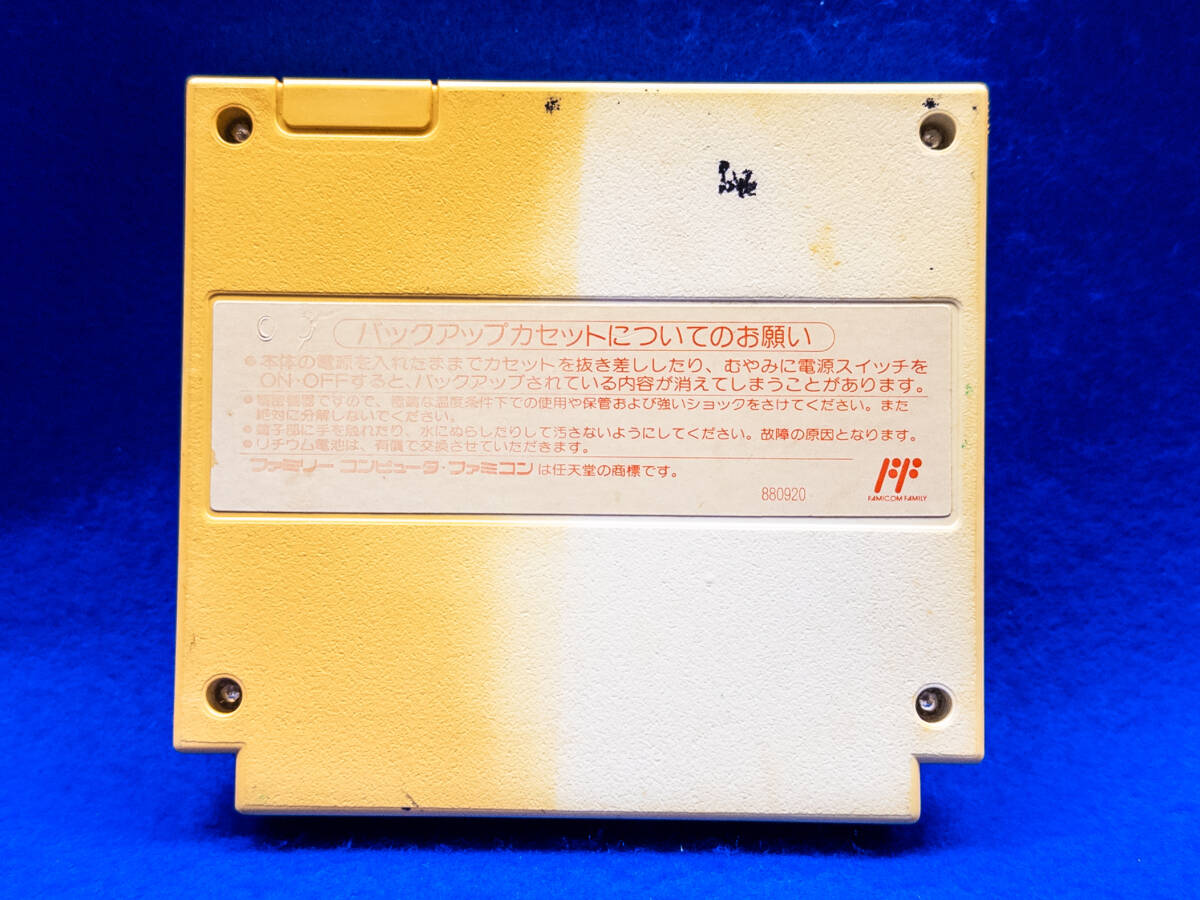 バックアップカセットについてのお願い
●本体の電源を入れたままでカセットを抜き差ししたり、むやみに電源スイッチを
ON・OFFすると、バックアップされている内容が消えてしまうことがあります。
●精密機器ですので、極端な温度条件下での使用や保管および強いショックをさけてください。また
絶対に分解しないでください。
●端子部に手を触れたり、水にぬらしたりして汚さないようにしてください。故障の原因となります。
●リチウム電池は、有償で交換させていただきます。
ファミリーコンピュータ・ファミコンは任天堂の商標です。
880920
FAMICOM FAMILY